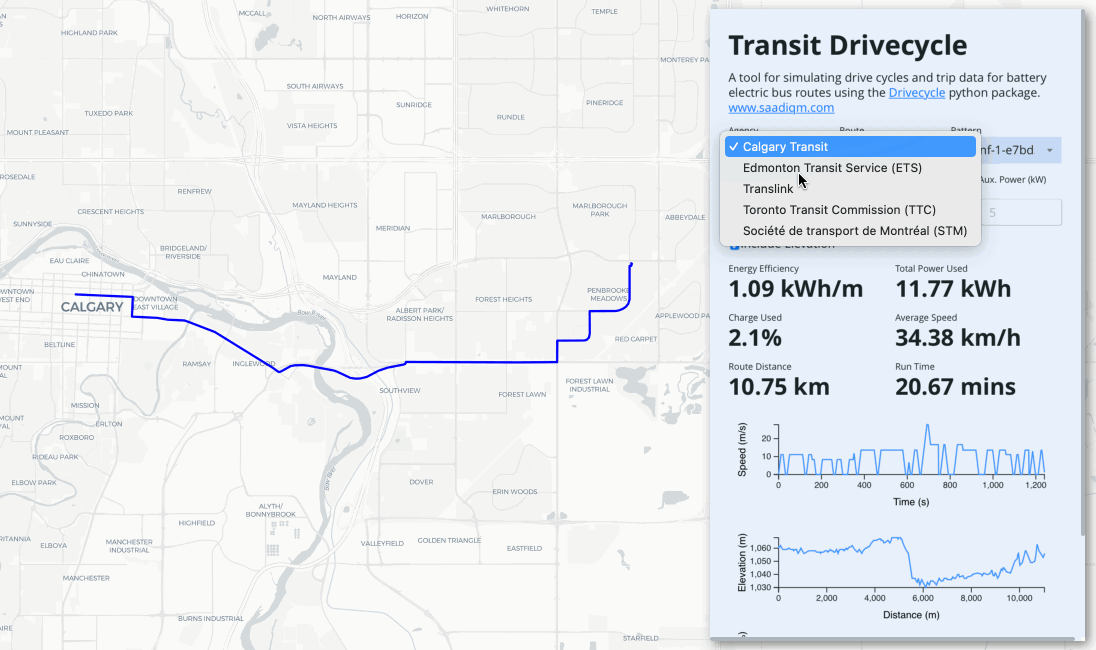 MCCALL
NORTH AIRWAYS
HORIZON
WHITEHORN
TEMPLE
HIGHLAND PARK
MONTEREY PA
SOUTH AIRWAYS
SUNRIDGE
PINERIDGE
TUXEDO PARK
RUNDLE
VISTA HEIGHTS
MOUNT PLEASANT
ROSEDALE
RENFREW
CRESCENT HEIGHTS
MAYLAND HEIGHTS
MARLBOROUGH
MARLBOROUGH
PARK
ABBEYDALE
SUNNYSIDE
MERIDIAN
BRIDGELAND/
RIVERSIDE
EAU CLAIRE
CHINATOWN
MAYLAND
DOWNTOWN
WEST END
CALGARY
DOWNTOWN
EAST VILLAGE
Bow River
ALBERT PARK/
RADISSON HEIGHTS
FOREST HEIGHTS
PENBROOKE
MEADOWS
APPLEWOOD PA
BELTLINE
RED CARPET
RAMSAY
INGLEWOOD
SOUTHVIEW
FOREST LAWN
FOREST LAWN
INDUSTRIAL
MISSION
ERLTON
ROXBORO
RIDEAU PARK
ELBOW PARK
Bow River
DOVER
ERIN WOODS
ALYTH/
BONNYBROOK
HIGHFIELD
RITANNIA
ELBOYA
MANCHESTER
INDUSTRIAL
VALLEYFIELD
GOLDEN TRIANGLE
EASTFIELD
MANCHESTER
BURNS INDUSTRIAL
STARFIELD
Transit Drivecycle
A tool for simulating drive cycles and trip data for battery
electric bus routes using the Drivecycle python package.
www.saadiqm.com
Agency Route Pattern
✓ Calgary Transit
Edmonton Transit Service (ETS)
Translink
Toronto Transit Commission (TTC)
Société de transport de Montréal (STM)
nf-1-e7bd
Aux. Power (kW)
5
Include Elevation
Energy Efficiency Total Power Used
1.09 kWh/m 11.77 kWh
Charge Used Average Speed
2.1% 34.38 km/h
Route Distance Run Time
10.75 km 20.67 mins
Speed (m/s)
20
10
0
0 200 400 600 800 1,000 1,200
Time (s)
Elevation (m)
1,060
1,050
1,040
1,030
0 2,000 4,000 6,000 8,000 10,000
Distance (m)